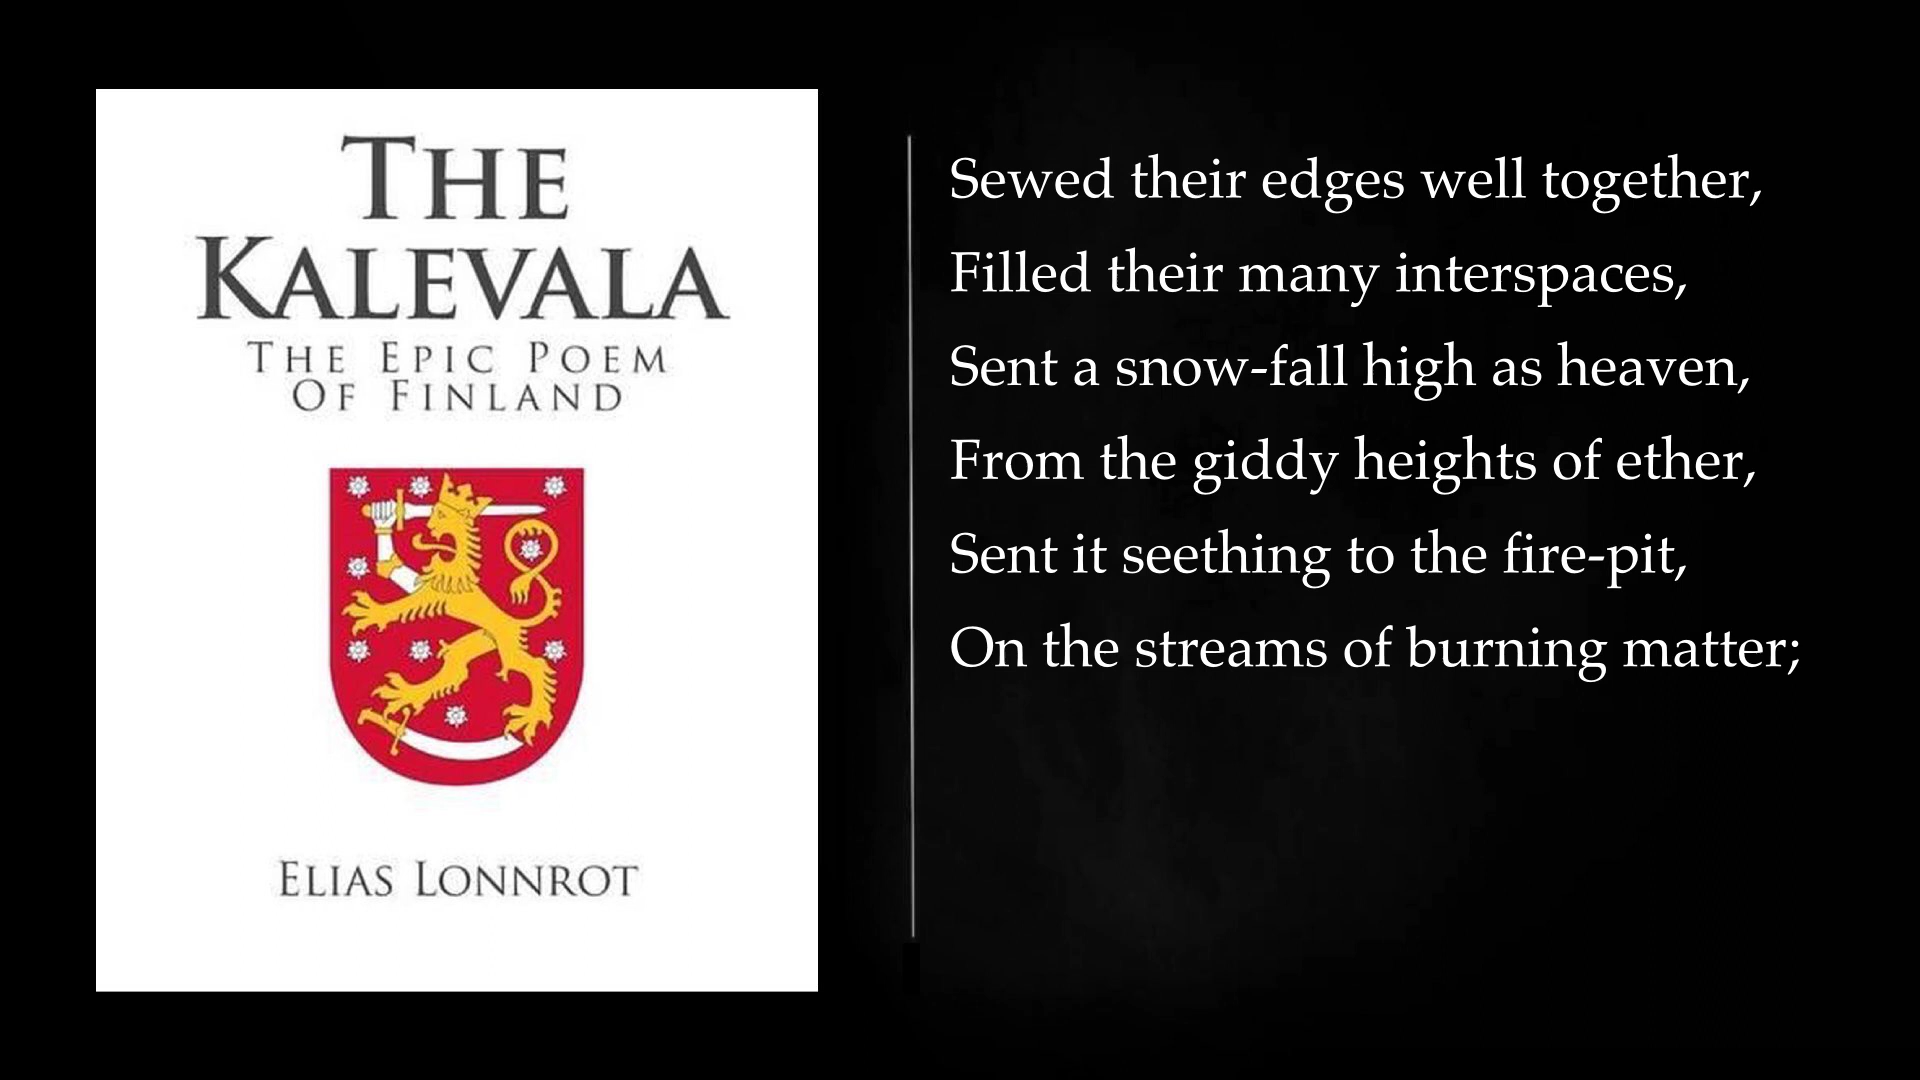 THE
KALEVALA
THE EPIC POEM
OF FINLAND
ELIAS LONNROT
Sewed their edges well together,
Filled their many interspaces,
Sent a snow-fall high as heaven,
From the giddy heights of ether,
Sent it seething to the fire-pit,
On the streams of burning matter;